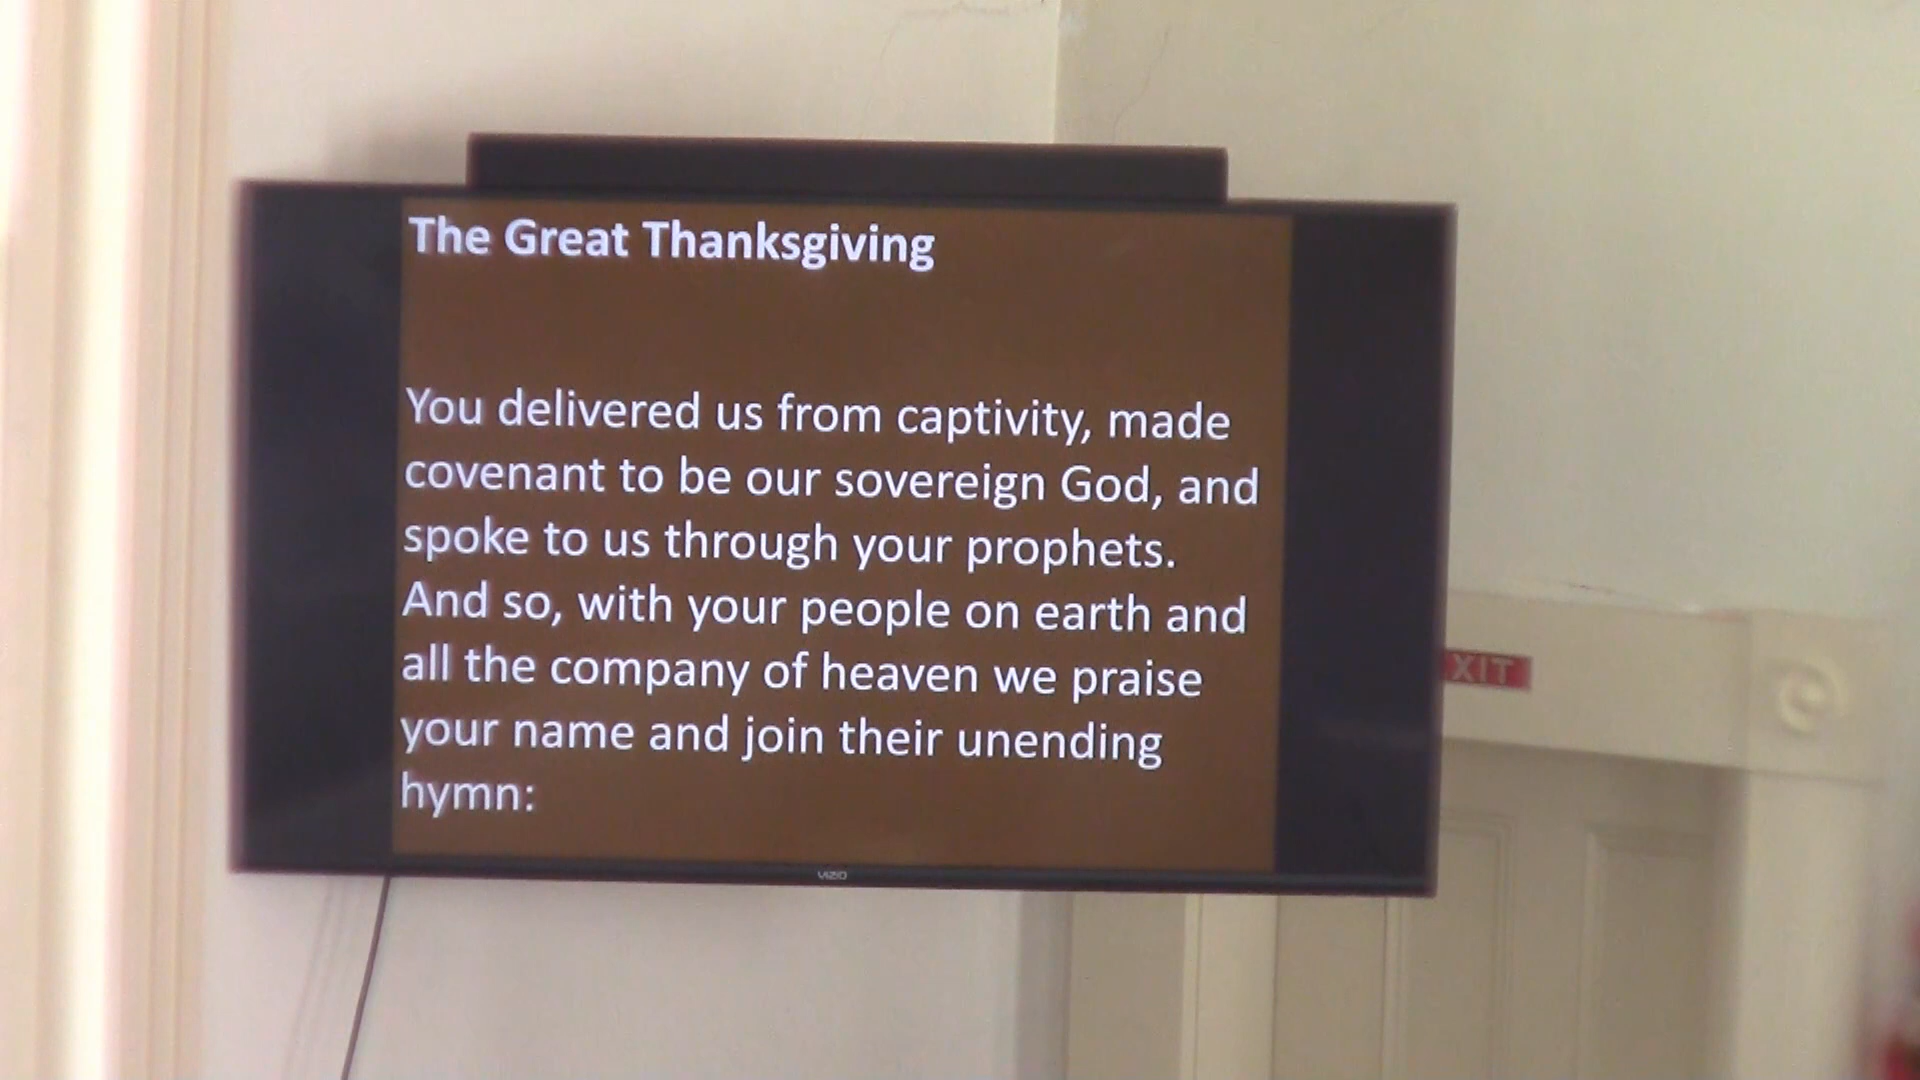 The Great Thanksgiving
You delivered us from captivity, made
covenant to be our sovereign God, and
spoke to us through your prophets.
And so, with your people on earth and
all the company of heaven we praise
your name and join their unending
hymn:
XIT
VIZIO